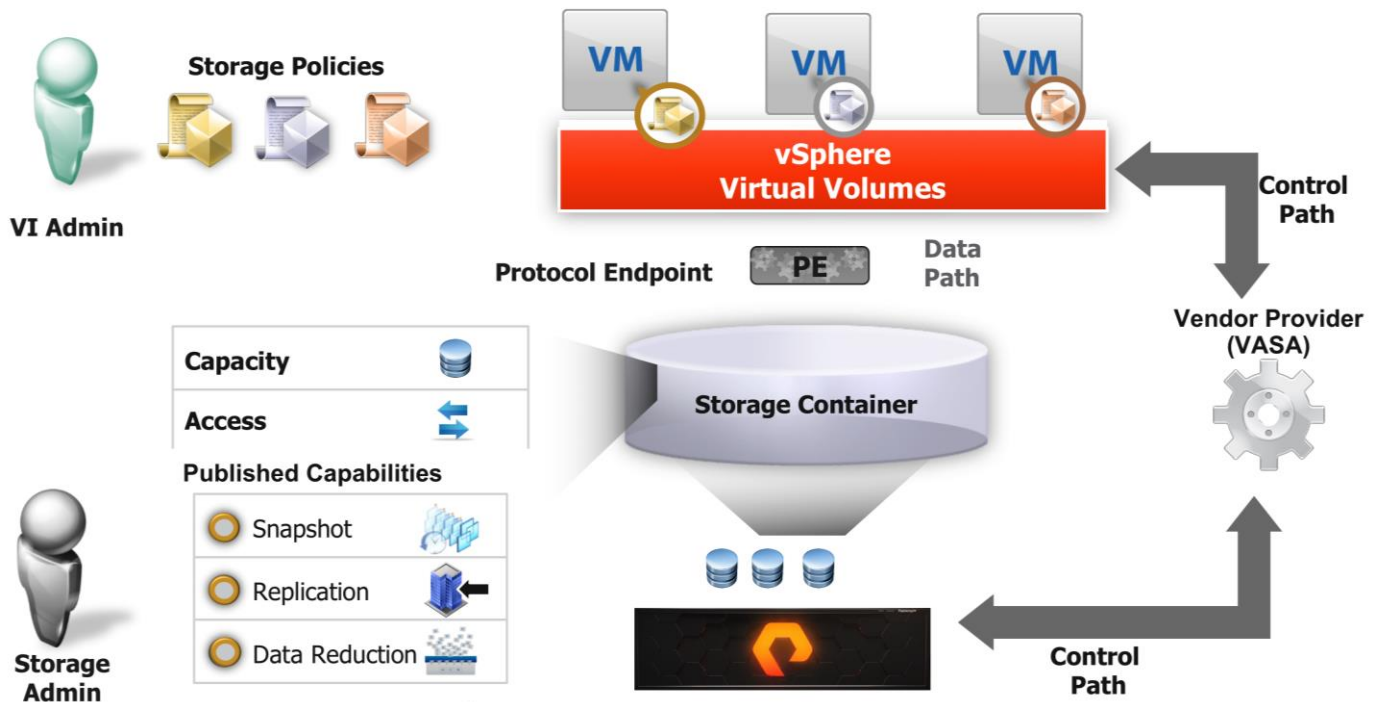 Storage Policies
VI Admin
VM
VM
VM
vSphere
Virtual Volumes
Control
Path
Protocol Endpoint
PE
Data
Path
Vendor Provider
(VASA)
Capacity
Access
Storage Container
Published Capabilities
Snapshot
Replication
Data Reduction
Storage
Admin
Control
Path